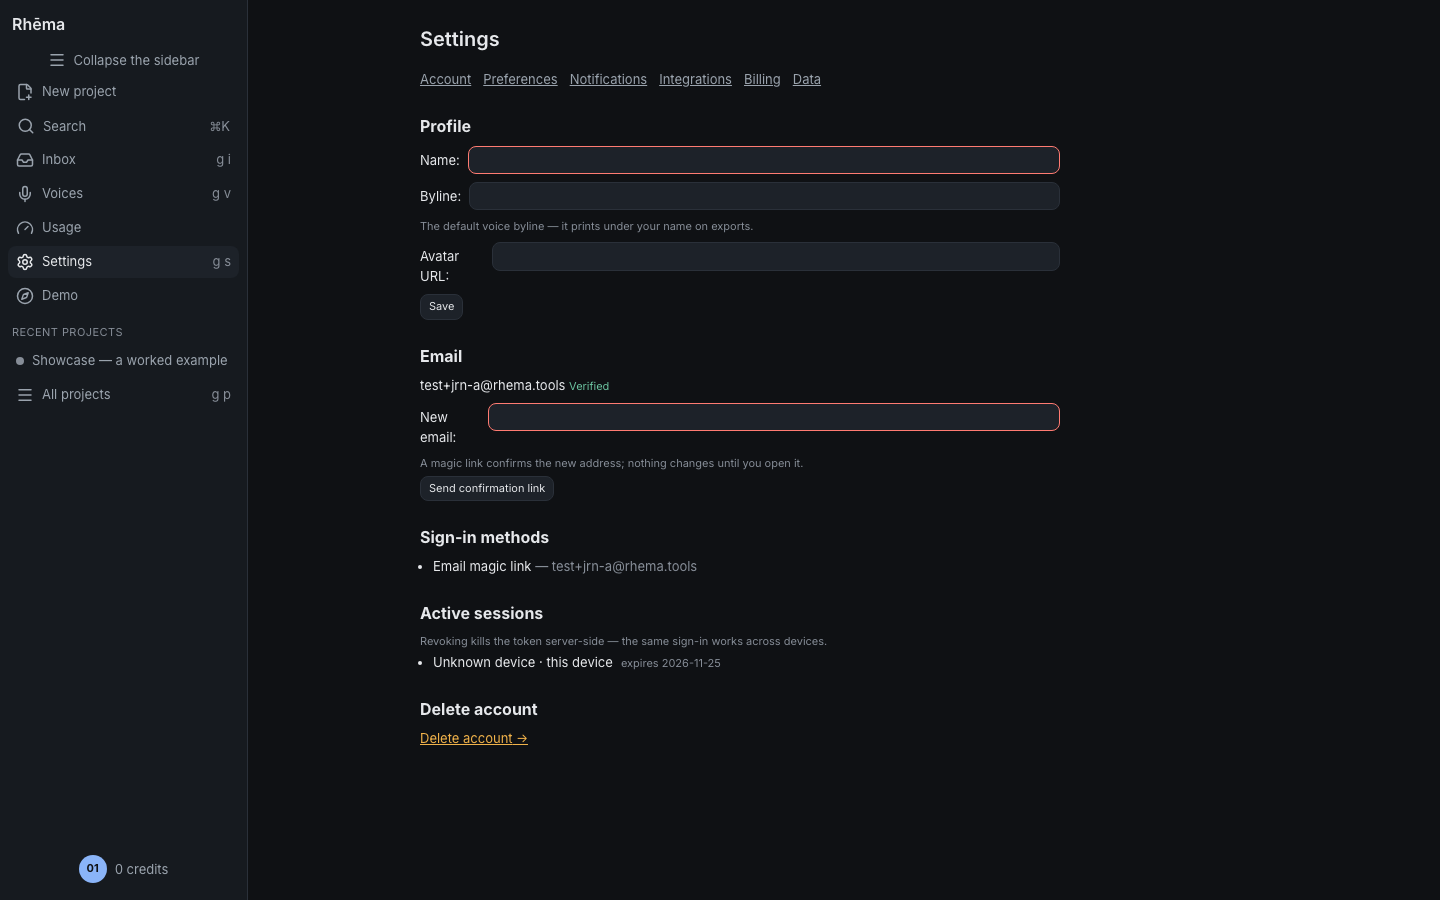 Rhēma
Collapse the sidebar
New project
Search ⌘K
Inbox g i
Voices g v
Usage
Settings g s
Demo
RECENT PROJECTS
Showcase — a worked example
All projects g p
01 0 credits
Settings
Account Preferences Notifications Integrations Billing Data
Profile
Name:
Byline:
The default voice byline — it prints under your name on exports.
Avatar
URL:
Save
Email
test+jrn-a@rhema.tools Verified
New
email:
A magic link confirms the new address; nothing changes until you open it.
Send confirmation link
Sign-in methods
• Email magic link — test+jrn-a@rhema.tools
Active sessions
Revoking kills the token server-side — the same sign-in works across devices.
• Unknown device · this device expires 2026-11-25
Delete account
Delete account →